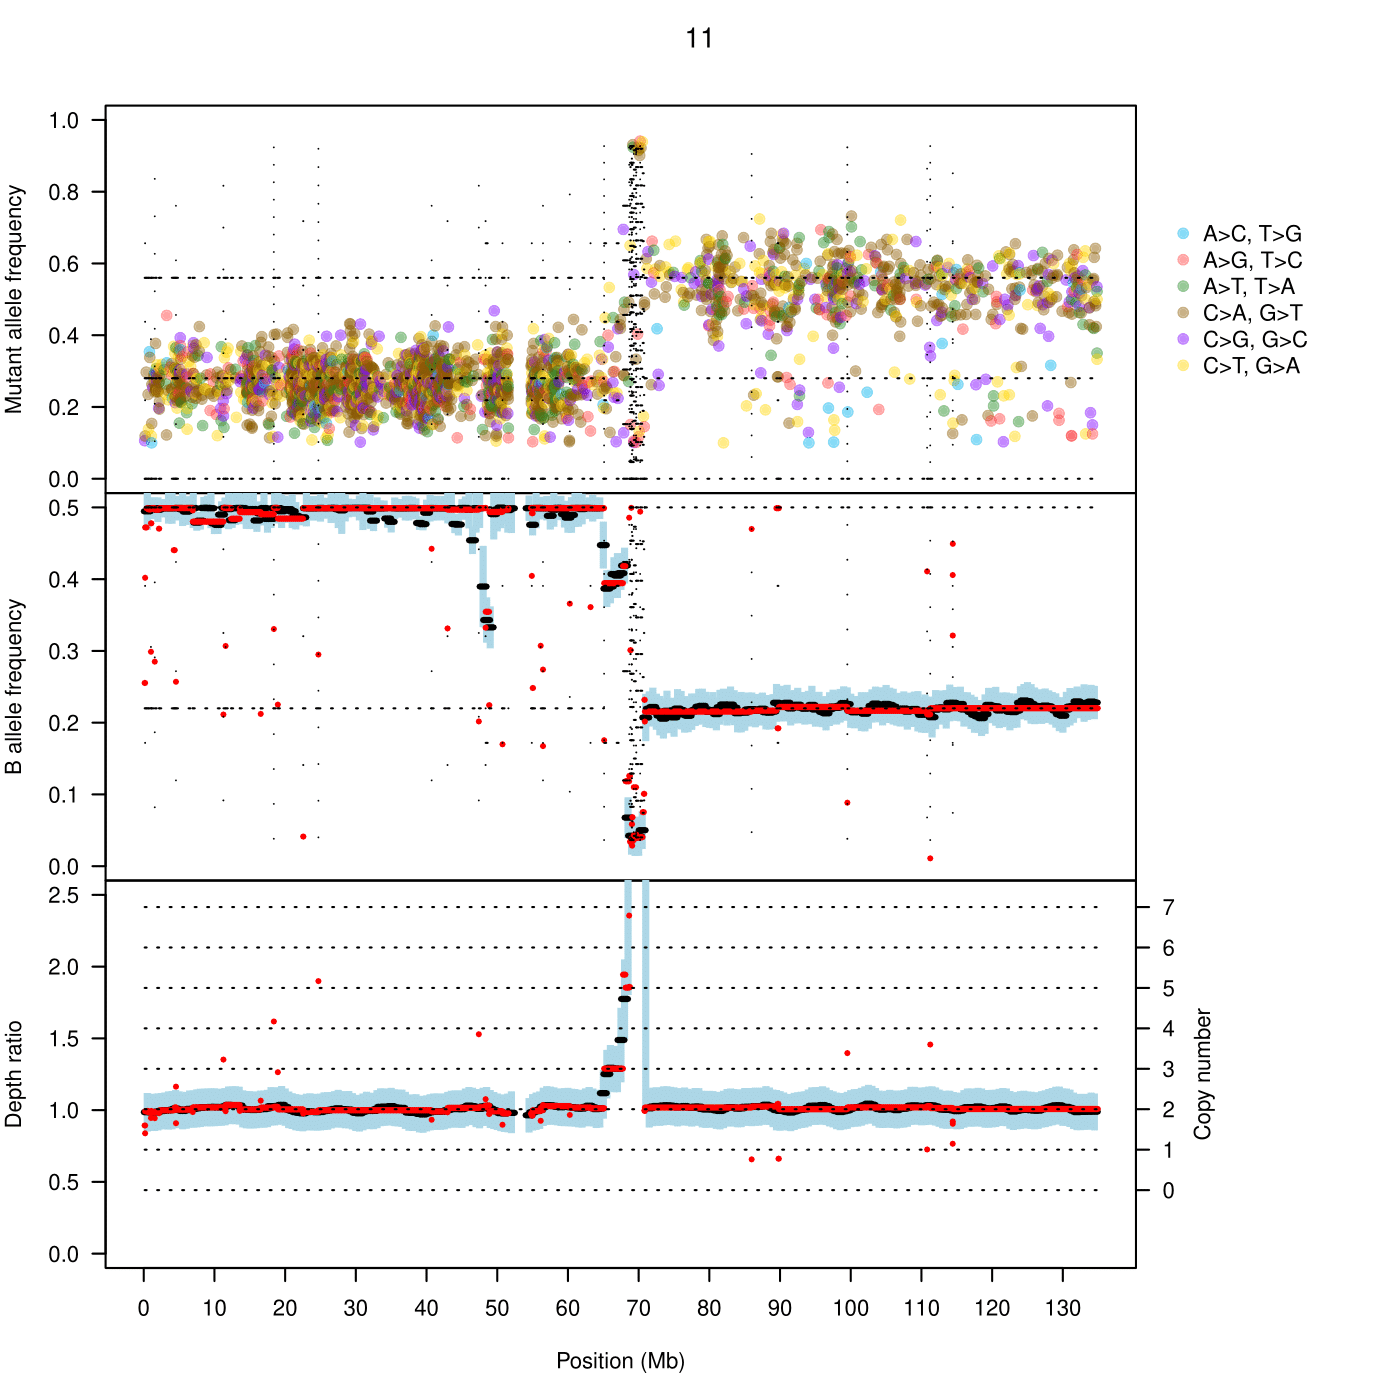 11
1.0
0.8
0.6
0.4
0.2
0.0
Mutant allele frequency
A>C, T>G
A>G, T>C
A>T, T>A
C>A, G>T
C>G, G>C
C>T, G>A
0.5
0.4
0.3
0.2
0.1
0.0
B allele frequency
2.5
2.0
1.5
1.0
0.5
0.0
Depth ratio
7
6
5
4
3
2
1
0
Copy number
0 10 20 30 40 50 60 70 80 90 100 110 120 130
Position (Mb)